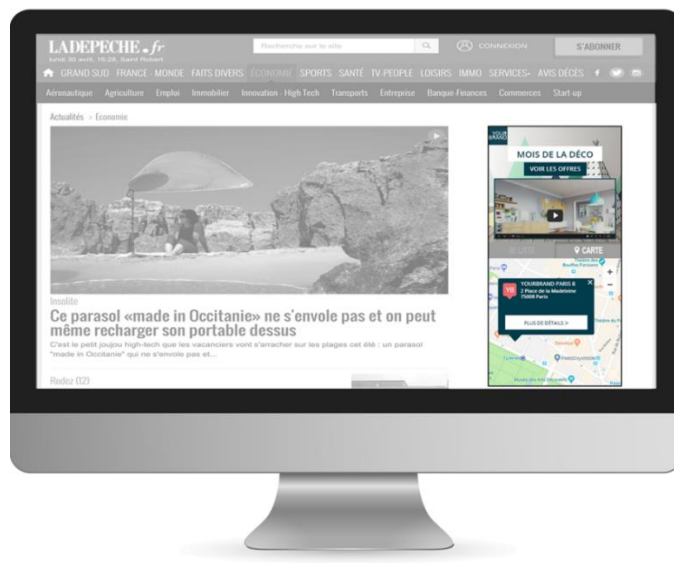 LADEPECHE.fr
lundi 30 avril, 16:28, Saint Robert
Recherche sur le site
CONNEXION
S'ABONNER
GRAND SUD FRANCE - MONDE FAITS DIVERS ÉCONOMIE SPORTS SANTÉ TV-PEOPLE LOISIRS IMMO SERVICES+ AVIS DÉCÈS
Aéronautique Agriculture Emploi Immobilier Innovation - High Tech Transports Entreprise Banque-Finances Commerces Start-up
Actualités > Economie
Insolite
Ce parasol «made in Occitanie» ne s'envole pas et on peut
même recharger son portable dessus
C'est le petit joujou high-tech que les vacanciers vont s'arracher sur les plages cet été : un parasol
"made in Occitanie" qui ne s'envole pas et...
Rodez (12)
YOUR
BRAND
MOIS DE LA DÉCO
VOIR LES OFFRES
CARTE
YB
YOURBRAND PARIS 8
2 Place de la Madeleine
75008 Paris
PLUS DE DÉTAILS >